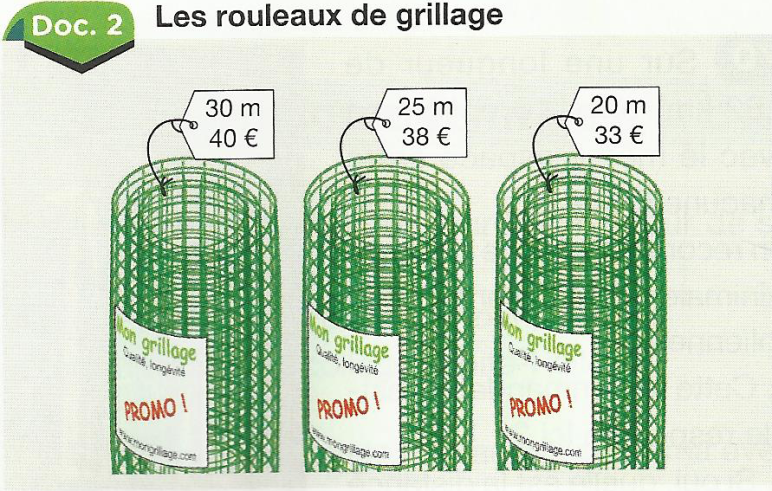 Doc. 2
Les rouleaux de grillage
30 m
40 €
25 m
38 €
20 m
33 €
Mon grillage
Qualité, longévité
PROMO !
www.mongrillage.com
Mon grillage
Qualité, longévité
PROMO !
www.mongrillage.com
Mon grillage
Qualité, longévité
PROMO !
www.mongrillage.com